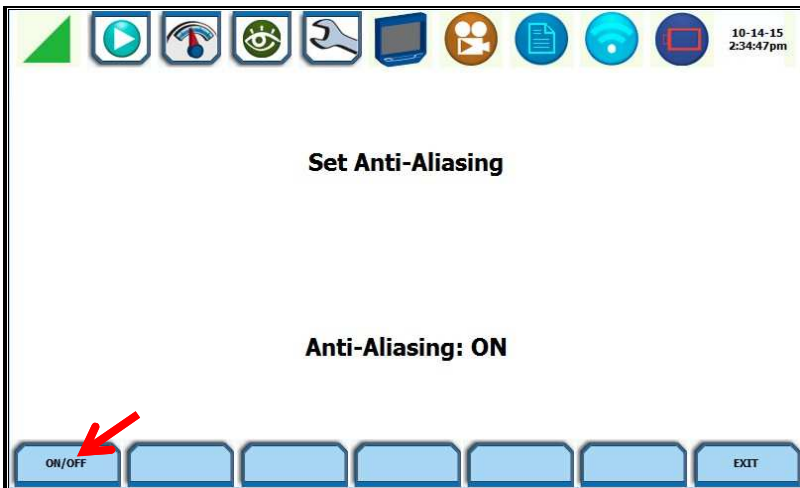 10-14-15
2:34:47pm
Set Anti-Aliasing
Anti-Aliasing: ON
ON/OFF
EXIT